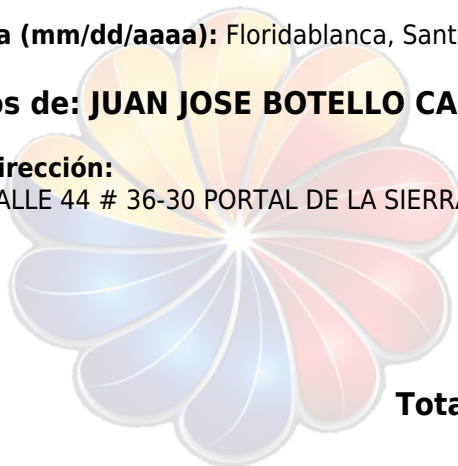 a (mm/dd/aaaa): Floridablanca, Sant
os de: JUAN JOSE BOTELLO CA
irección:
ALLE 44 # 36-30 PORTAL DE LA SIERRA
Tota